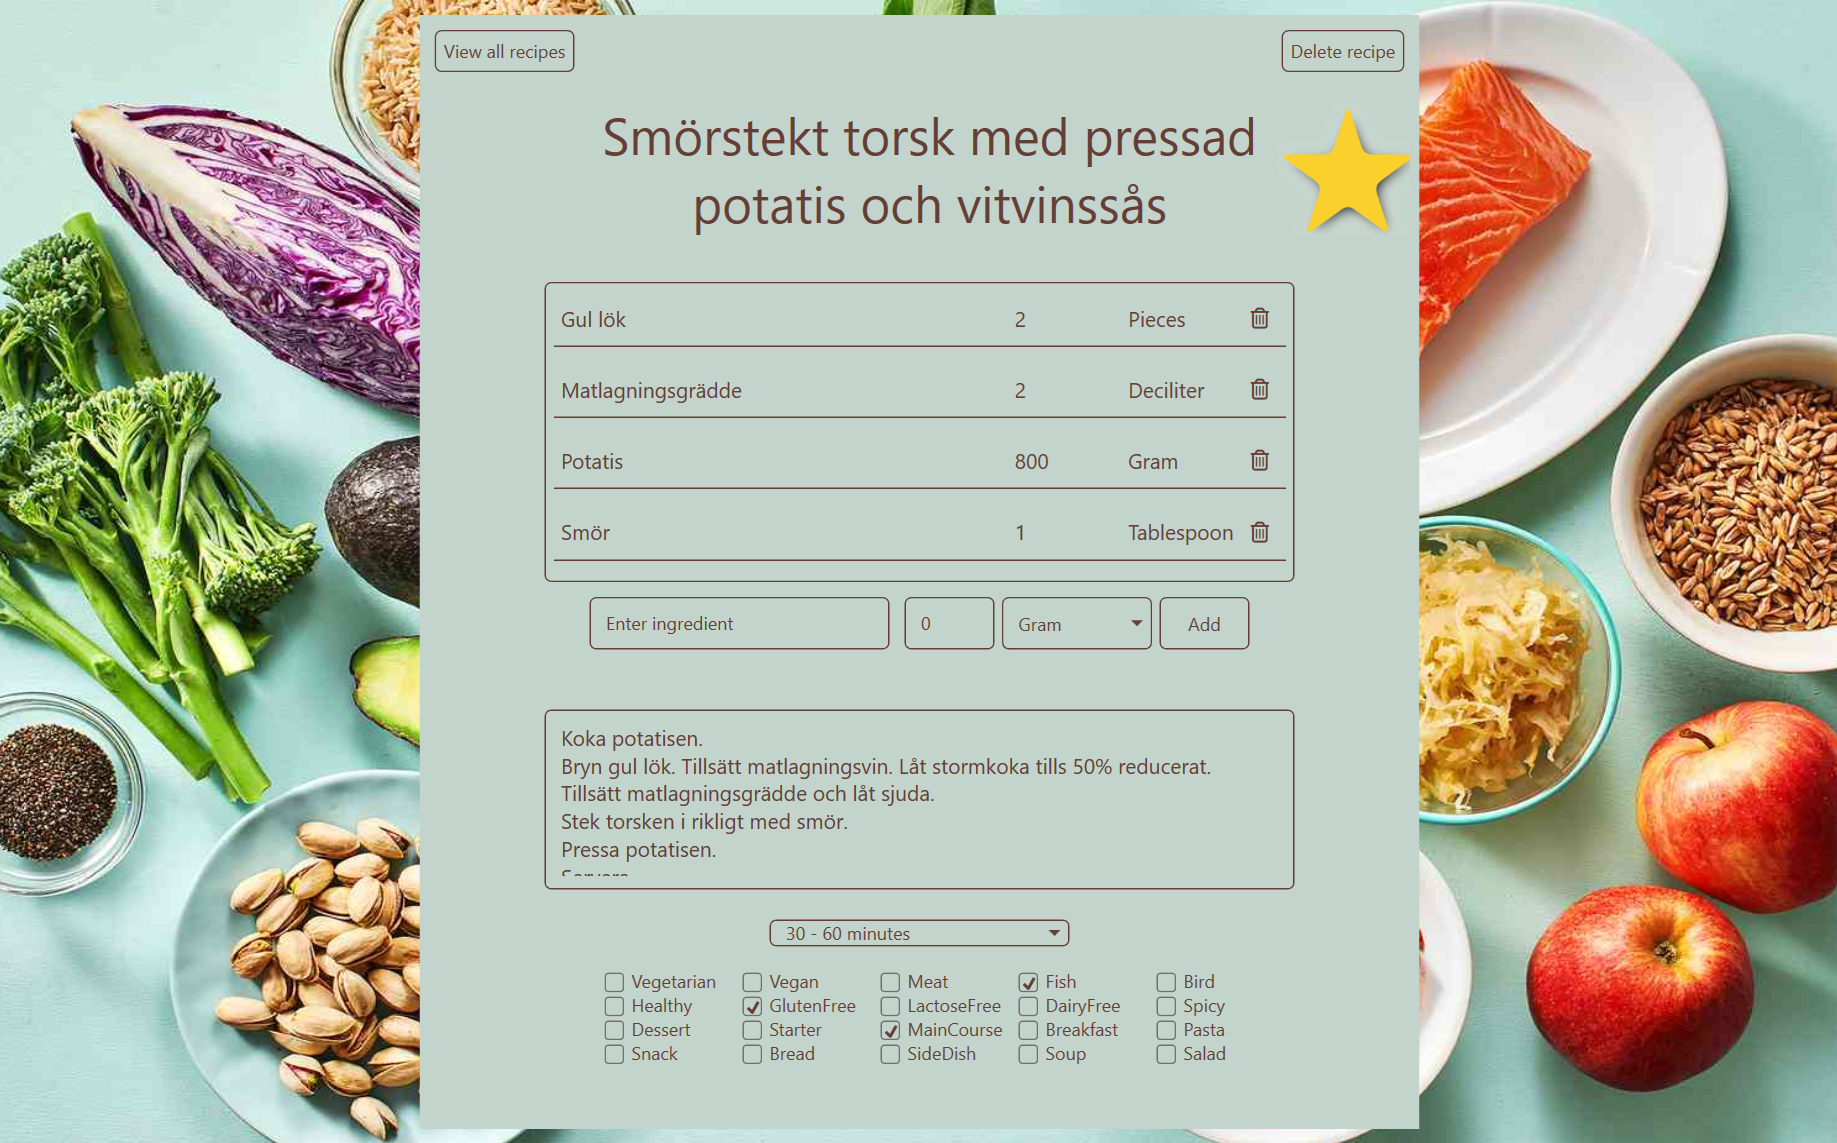 View all recipes
Delete recipe
Smörstekt torsk med pressad
potatis och vitvinssås
Gul lök 2 Pieces
Matlagningsgrädde 2 Deciliter
Potatis 800 Gram
Smör 1 Tablespoon
Enter ingredient 0 Gram Add
Koka potatisen.
Bryn gul lök. Tillsätt matlagningsvin. Låt stormkoka tills 50% reducerat.
Tillsätt matlagningsgrädde och låt sjuda.
Stek torsken i rikligt med smör.
Pressa potatisen.
30 - 60 minutes
Vegetarian Vegan Meat Fish Bird
Healthy GlutenFree LactoseFree DairyFree Spicy
Dessert Starter MainCourse Breakfast Pasta
Snack Bread SideDish Soup Salad